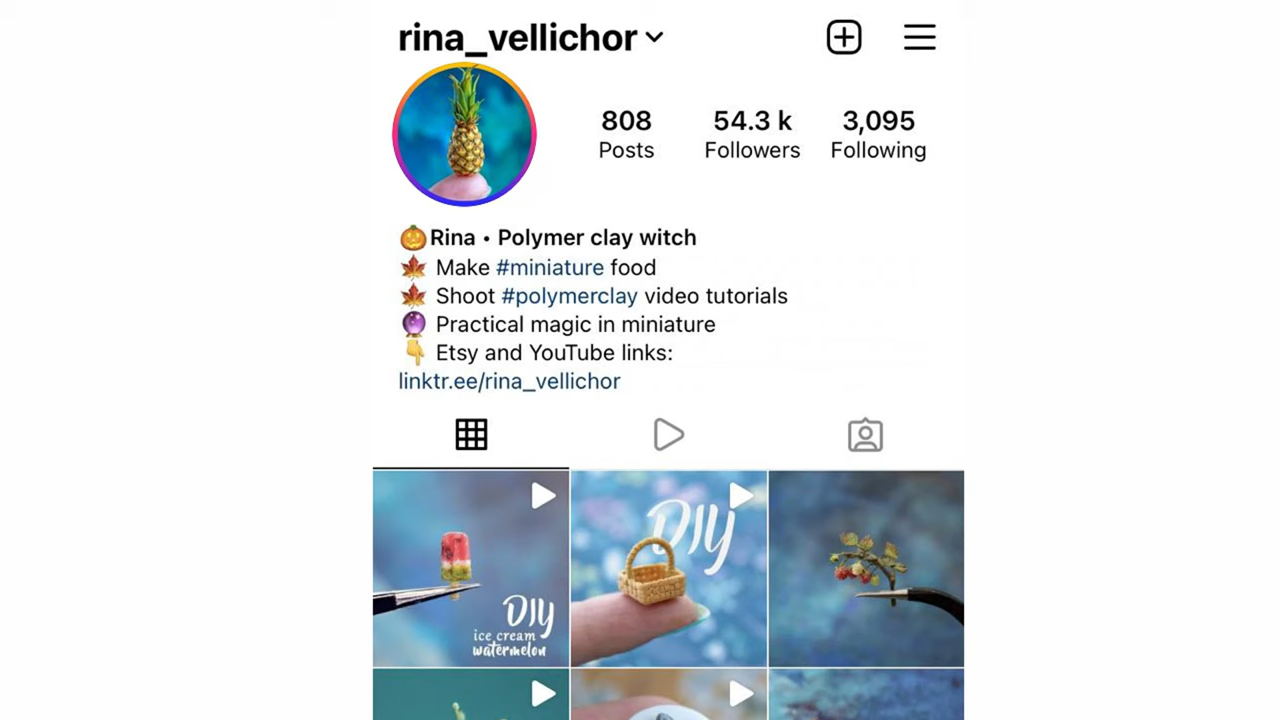 rina_vellichor
808
Posts
54.3 k
Followers
3,095
Following
🎃Rina • Polymer clay witch
🍁 Make #miniature food
🍁 Shoot #polymerclay video tutorials
🔮 Practical magic in miniature
👇 Etsy and YouTube links:
linktr.ee/rina_vellichor
DIY
ice cream
watermelon
DIY